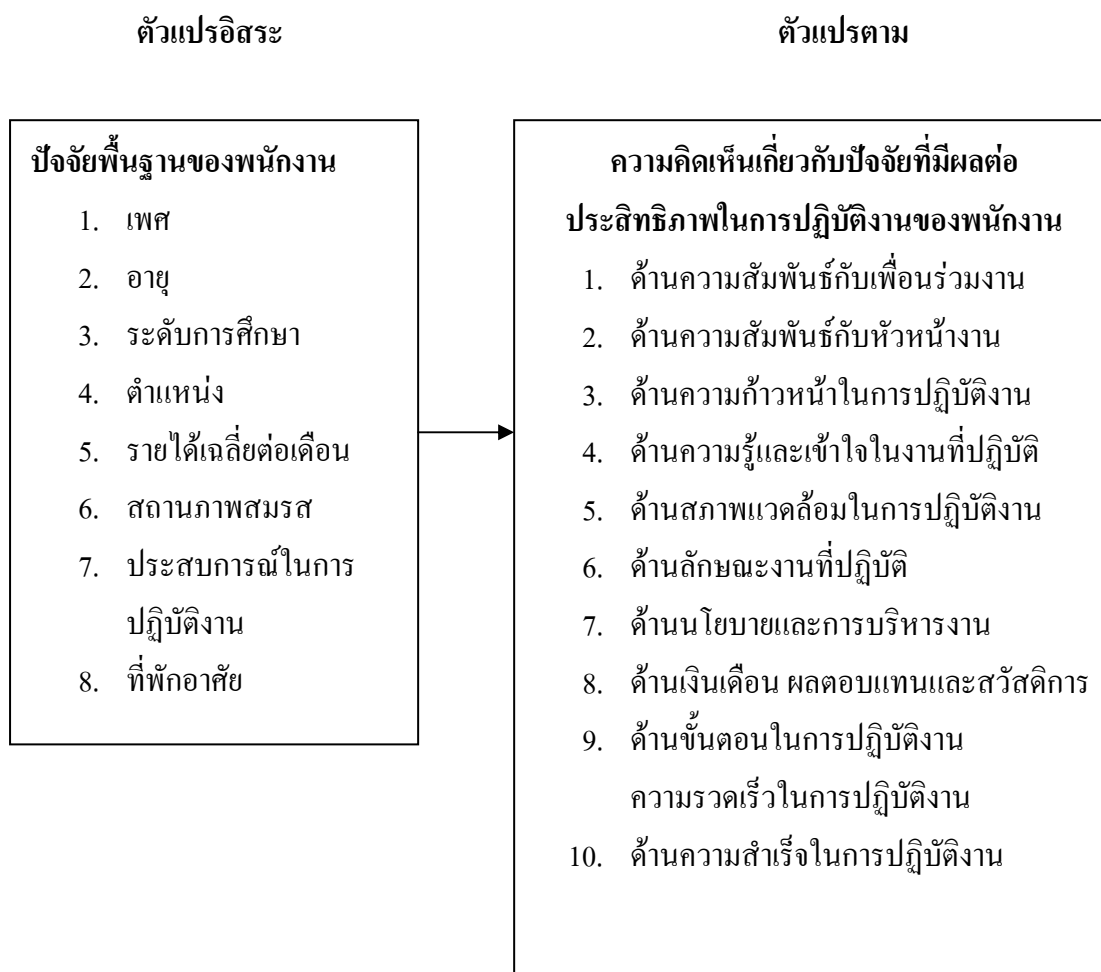 ตัวแปรอิสระ
ตัวแปรตาม
ปัจจัยพื้นฐานของพนักงาน
1. เพศ
2. อายุ
3. ระดับการศึกษา
4. ตำแหน่ง
5. รายได้เฉลี่ยต่อเดือน
6. สถานภาพสมรส
7. ประสบการณ์ในการ
ปฏิบัติงาน
8. ที่พักอาศัย
ความคิดเห็นเกี่ยวกับปัจจัยที่มีผลต่อ
ประสิทธิภาพในการปฏิบัติงานของพนักงาน
1. ด้านความสัมพันธ์กับเพื่อนร่วมงาน
2. ด้านความสัมพันธ์กับหัวหน้างาน
3. ด้านความก้าวหน้าในการปฏิบัติงาน
4. ด้านความรู้และเข้าใจในงานที่ปฏิบัติ
5. ด้านสภาพแวดล้อมในการปฏิบัติงาน
6. ด้านลักษณะงานที่ปฏิบัติ
7. ด้านนโยบายและการบริหารงาน
8. ด้านเงินเดือน ผลตอบแทนและสวัสดิการ
9. ด้านขั้นตอนในการปฏิบัติงาน
ความรวดเร็วในการปฏิบัติงาน
10. ด้านความสำเร็จในการปฏิบัติงาน